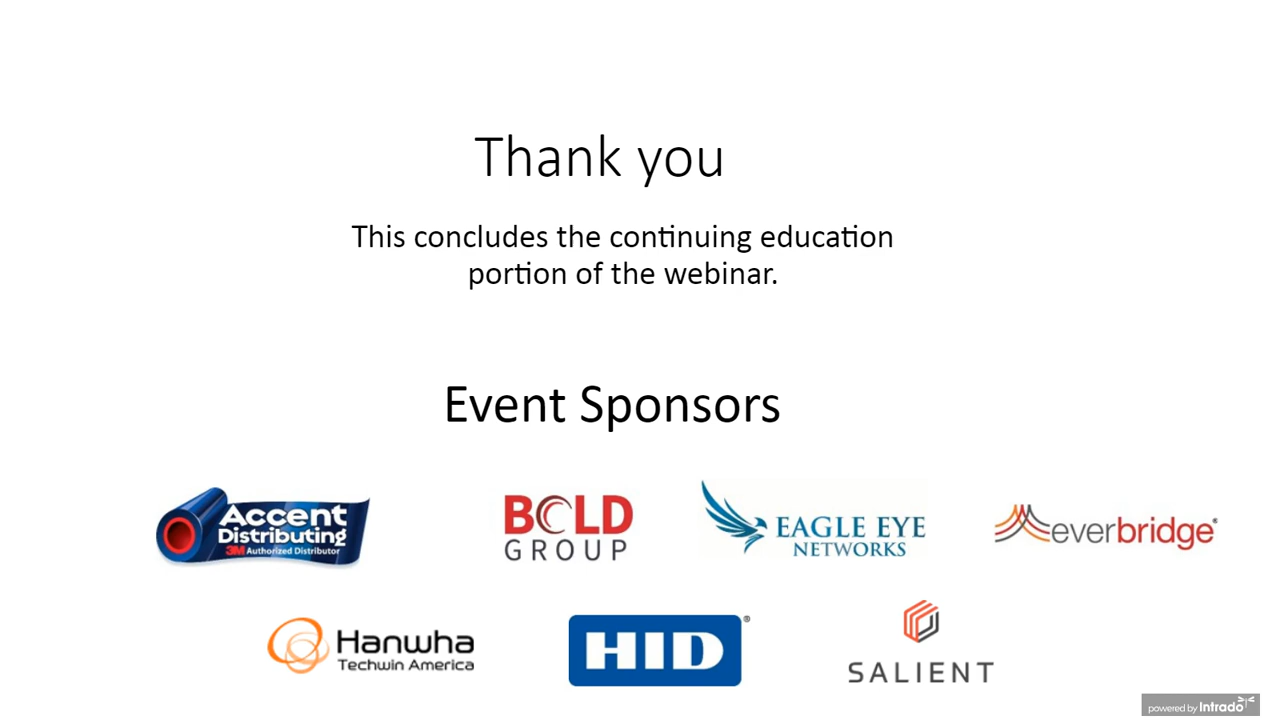 Thank you
This concludes the continuing education
portion of the webinar.
Event Sponsors
Accent
Distributing
3M Authorized Distributor
BOLD
GROUP
EAGLE EYE
NETWORKS
everbridge®
Hanwha
Techwin America
HID®
SALIENT
powered by Intrado